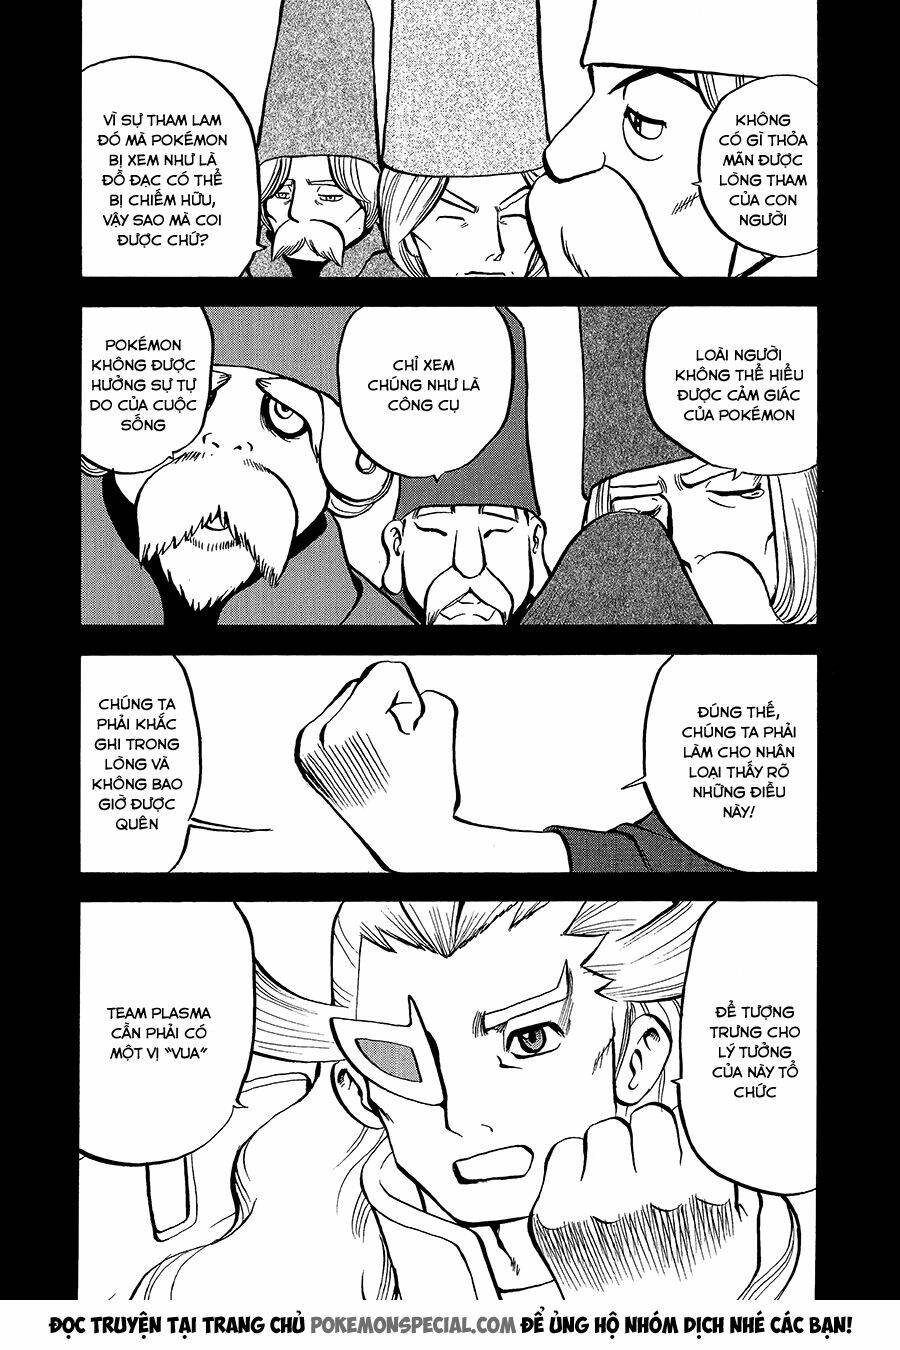 KHÔNG
CÓ GÌ THỎA
MÃN ĐƯỢC
LÒNG THAM
CỦA CON
NGƯỜI
VÌ SỰ THAM LAM
ĐÓ MÀ POKÉMON
BỊ XEM NHƯ LÀ
ĐỒ ĐẠC CÓ THỂ
BỊ CHIẾM HỮU,
VẬY SAO MÀ COI
ĐƯỢC CHỨ?
LOÀI NGƯỜI
KHÔNG THỂ HIỂU
ĐƯỢC CẢM GIÁC
CỦA POKÉMON
CHỈ XEM
CHÚNG NHƯ LÀ
CÔNG CỤ
POKÉMON
KHÔNG ĐƯỢC
HƯỞNG SỰ TỰ
DO CỦA CUỘC
SỐNG
ĐÚNG THẾ,
CHÚNG TA PHẢI
LÀM CHO NHÂN
LOẠI THẤY RÕ
NHỮNG ĐIỀU
NÀY!
CHÚNG TA
PHẢI KHẮC
GHI TRONG
LÒNG VÀ
KHÔNG BAO
GIỜ ĐƯỢC
QUÊN
ĐỂ TƯỢNG
TRƯNG CHO
LÝ TƯỞNG
CỦA NÀY TỔ
CHỨC
TEAM PLASMA
CẦN PHẢI CÓ
MỘT VỊ "VUA"
ĐỌC TRUYỆN TẠI TRANG CHỦ POKEMONSPECIAL.COM ĐỂ ỦNG HỘ NHÓM DỊCH NHÉ CÁC BẠN!